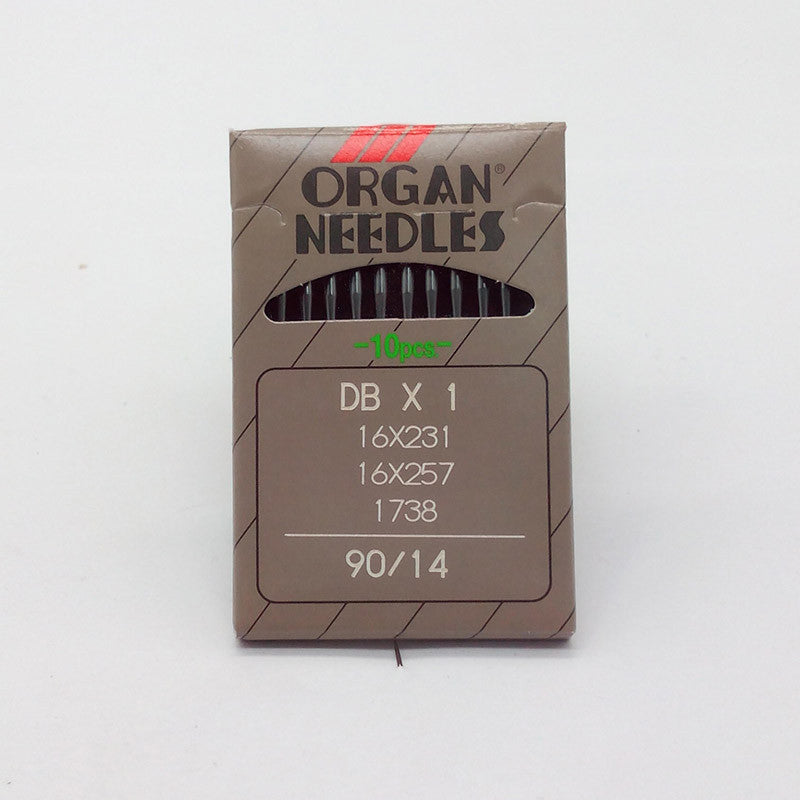 ORGAN®
NEEDLES
-10pcs-
DB X 1
16X231
16X257
1738
90/14